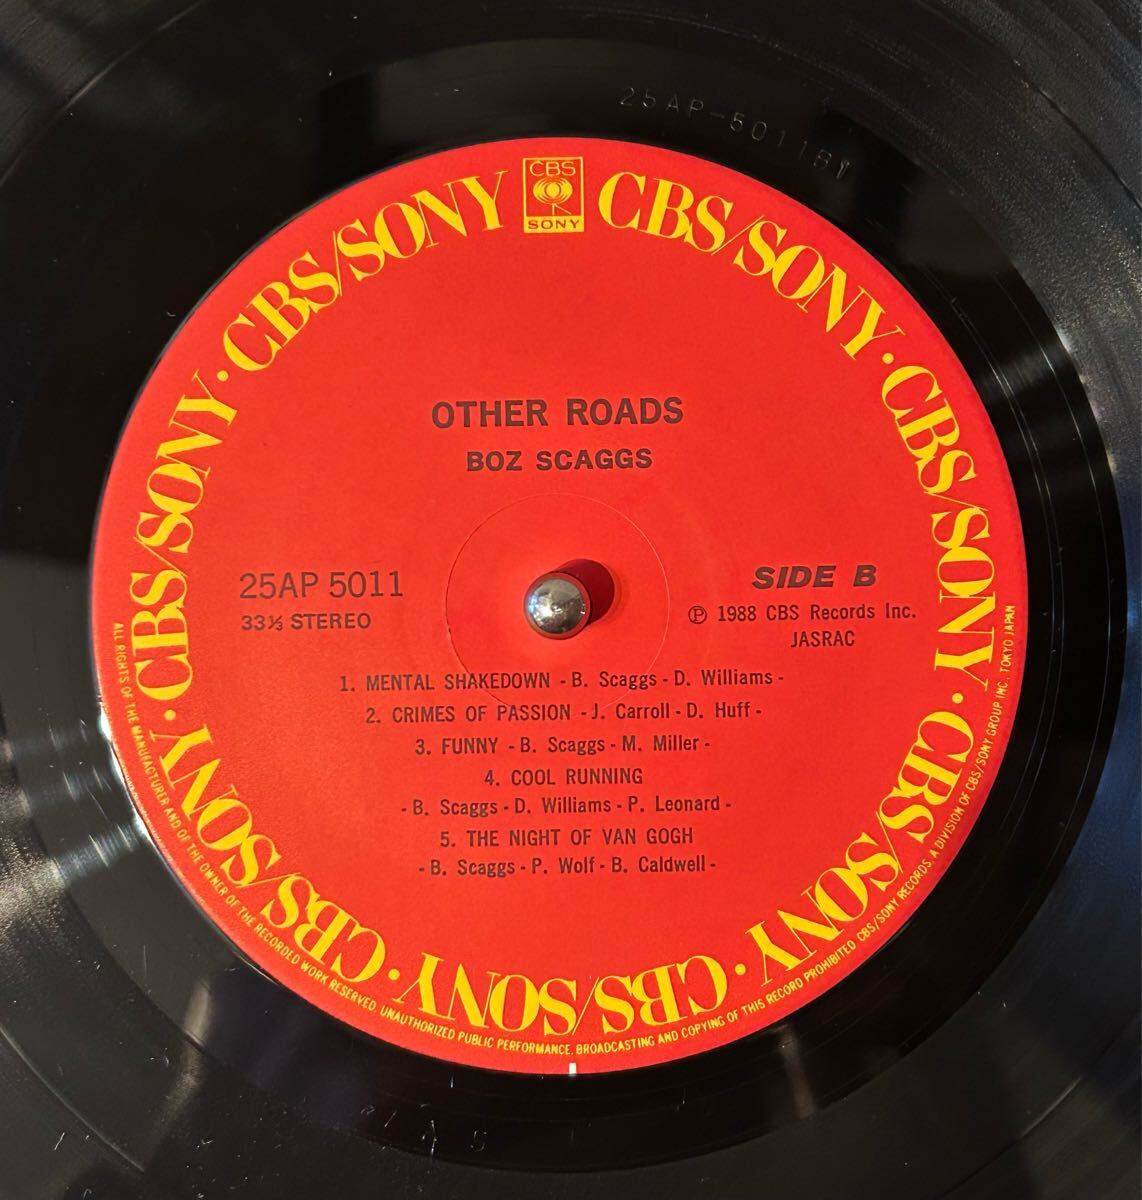 25AP-5011B1
CBS
SONY
CBS/SONY · CBS/SONY · CBS/SONY · CBS/SONY · CBS/SONY · CBS/SONY · CBS/SONY · CBS/SONY · CBS/SONY · CBS/SONY
OTHER ROADS
BOZ SCAGGS
25AP 5011
33⅓ STEREO
SIDE B
Ⓟ 1988 CBS Records Inc.
JASRAC
1. MENTAL SHAKEDOWN - B. Scaggs - D. Williams -
2. CRIMES OF PASSION - J. Carroll - D. Huff -
3. FUNNY - B. Scaggs - M. Miller -
4. COOL RUNNING
- B. Scaggs - D. Williams - P. Leonard -
5. THE NIGHT OF VAN GOGH
- B. Scaggs - P. Wolf - B. Caldwell -
ALL RIGHTS OF THE MANUFACTURER AND OF THE OWNER OF THE RECORDED WORK RESERVED. UNAUTHORIZED PUBLIC PERFORMANCE. BROADCASTING AND COPYING OF THIS RECORD PROHIBITED CBS/SONY RECORDS, A DIVISION OF CBS/SONY GROUP INC. TOKYO JAPAN